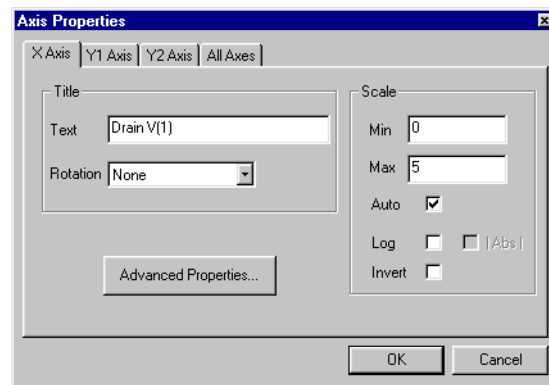 Axis Properties
X Axis Y1 Axis Y2 Axis All Axes
Title
Text Drain V(1)
Rotation None
Scale
Min 0
Max 5
Auto
Log |Abs|
Invert
Advanced Properties...
OK Cancel